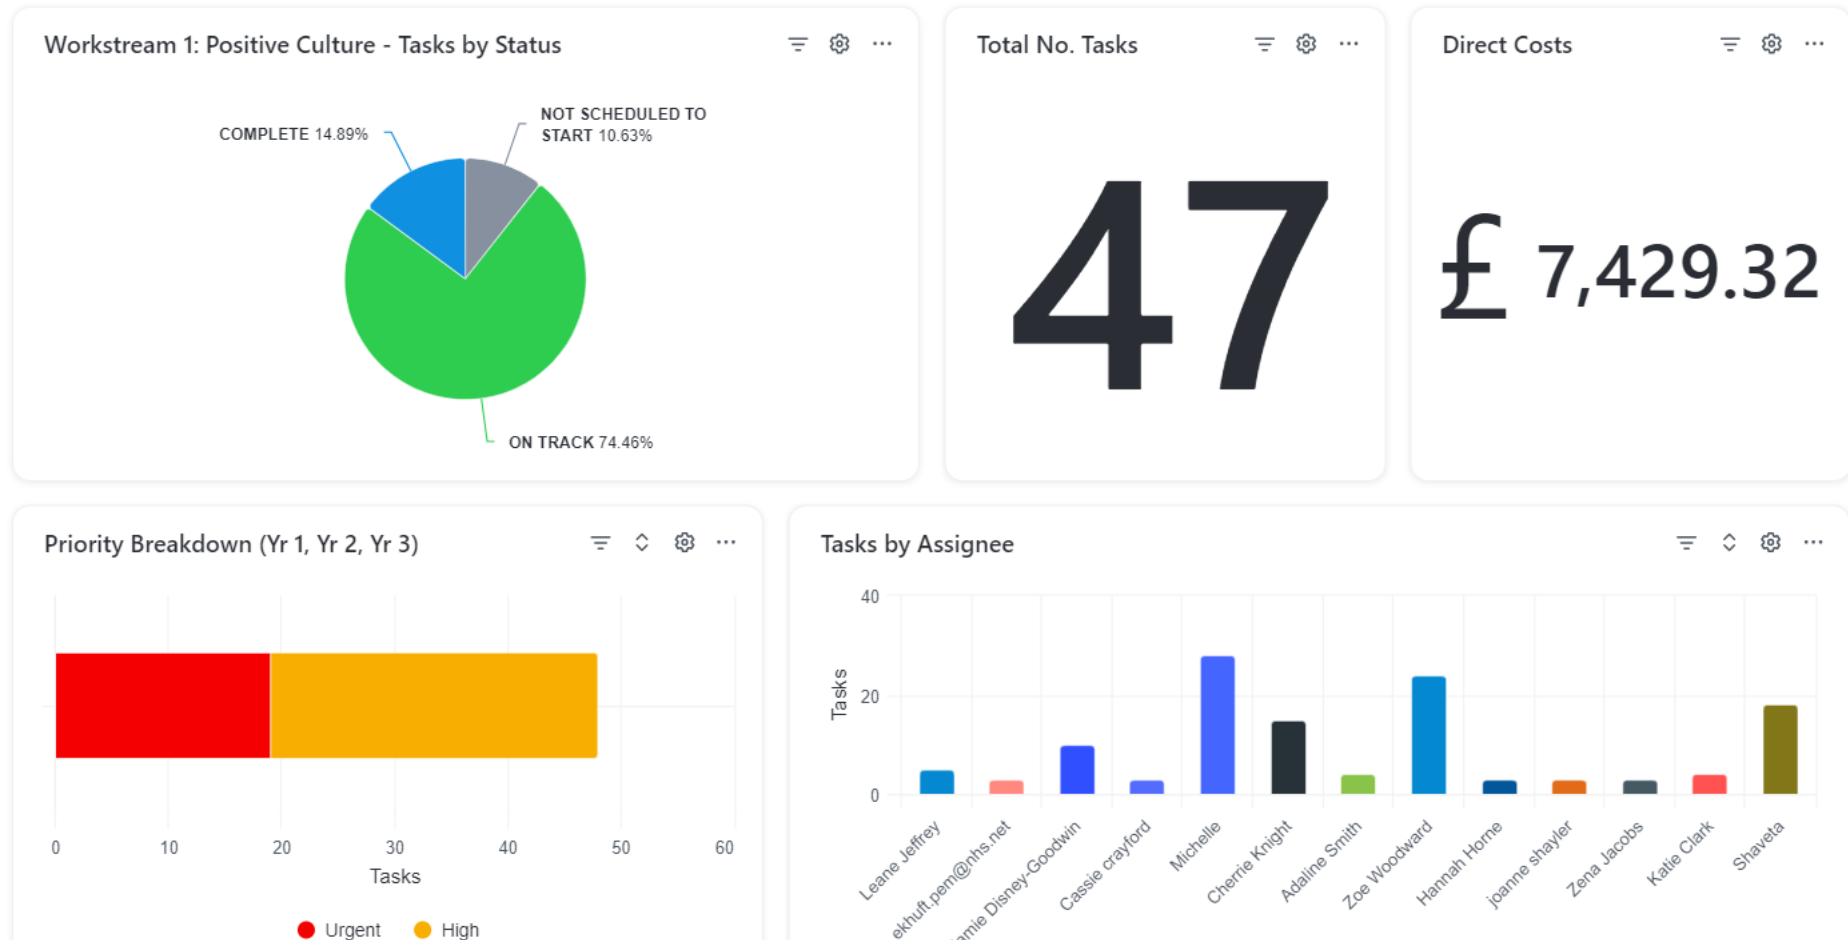 Workstream 1: Positive Culture - Tasks by Status
COMPLETE 14.89%
NOT SCHEDULED TO
START 10.63%
ON TRACK 74.46%
Total No. Tasks
47
Direct Costs
£ 7,429.32
Priority Breakdown (Yr 1, Yr 2, Yr 3)
0 10 20 30 40 50 60
Tasks
Urgent High
Tasks by Assignee
40
20
0
Tasks
Leane Jeffrey
ekhuft.pem@nhs.net
amie Disney-Goodwin
Cassie crayford
Michelle
Cherrie Knight
Adaline Smith
Zoe Woodward
Hannah Horne
joanne shayler
Zena Jacobs
Katie Clark
Shaveta